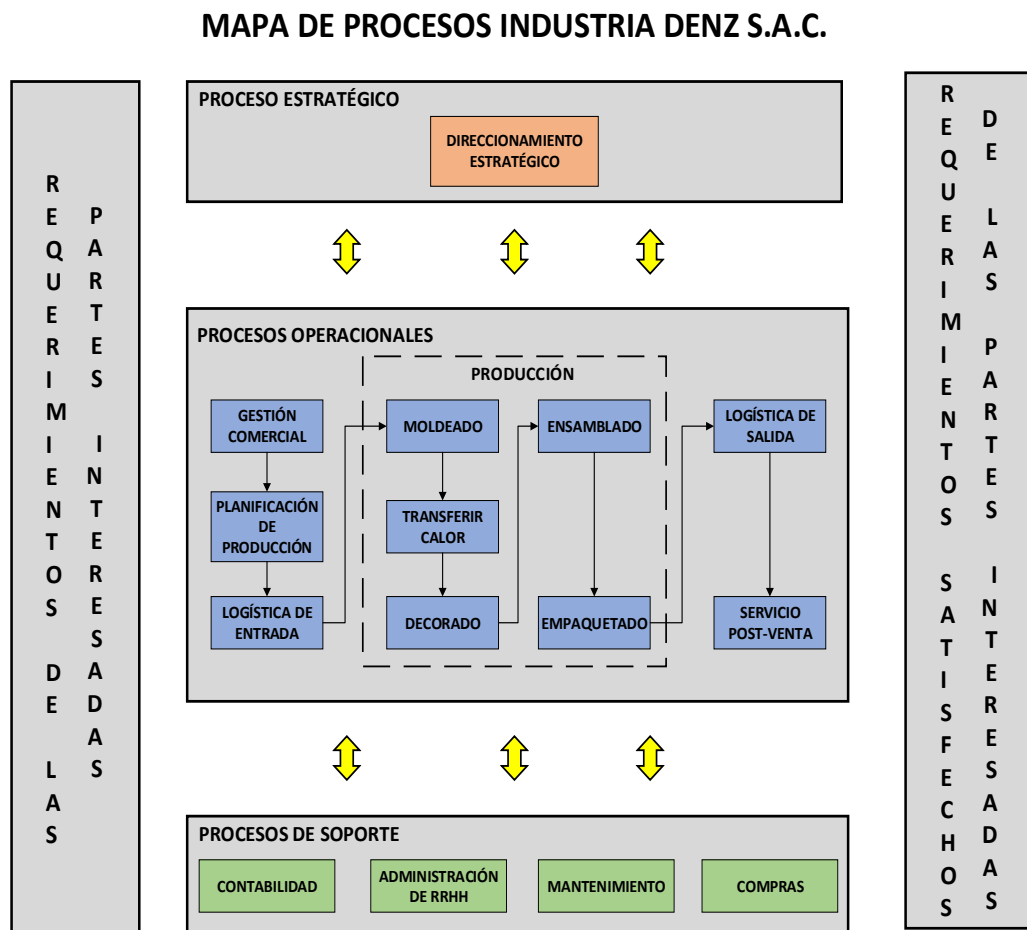 MAPA DE PROCESOS INDUSTRIA DENZ S.A.C.
REQUERIMIENTOS DE LAS
PARTES INTERESADAS
PROCESO ESTRATÉGICO
DIRECCIONAMIENTO
ESTRATÉGICO
PROCESOS OPERACIONALES
PRODUCCIÓN
GESTIÓN
COMERCIAL
PLANIFICACIÓN
DE
PRODUCCIÓN
LOGÍSTICA DE
ENTRADA
MOLDEADO
TRANSFERIR
CALOR
DECORADO
ENSAMBLADO
EMPAQUETADO
LOGÍSTICA DE
SALIDA
SERVICIO
POST-VENTA
PROCESOS DE SOPORTE
CONTABILIDAD
ADMINISTRACIÓN
DE RRHH
MANTENIMIENTO
COMPRAS
REQUERIMIENTOS SATISFECHOS
DE LAS PARTES INTERESADAS